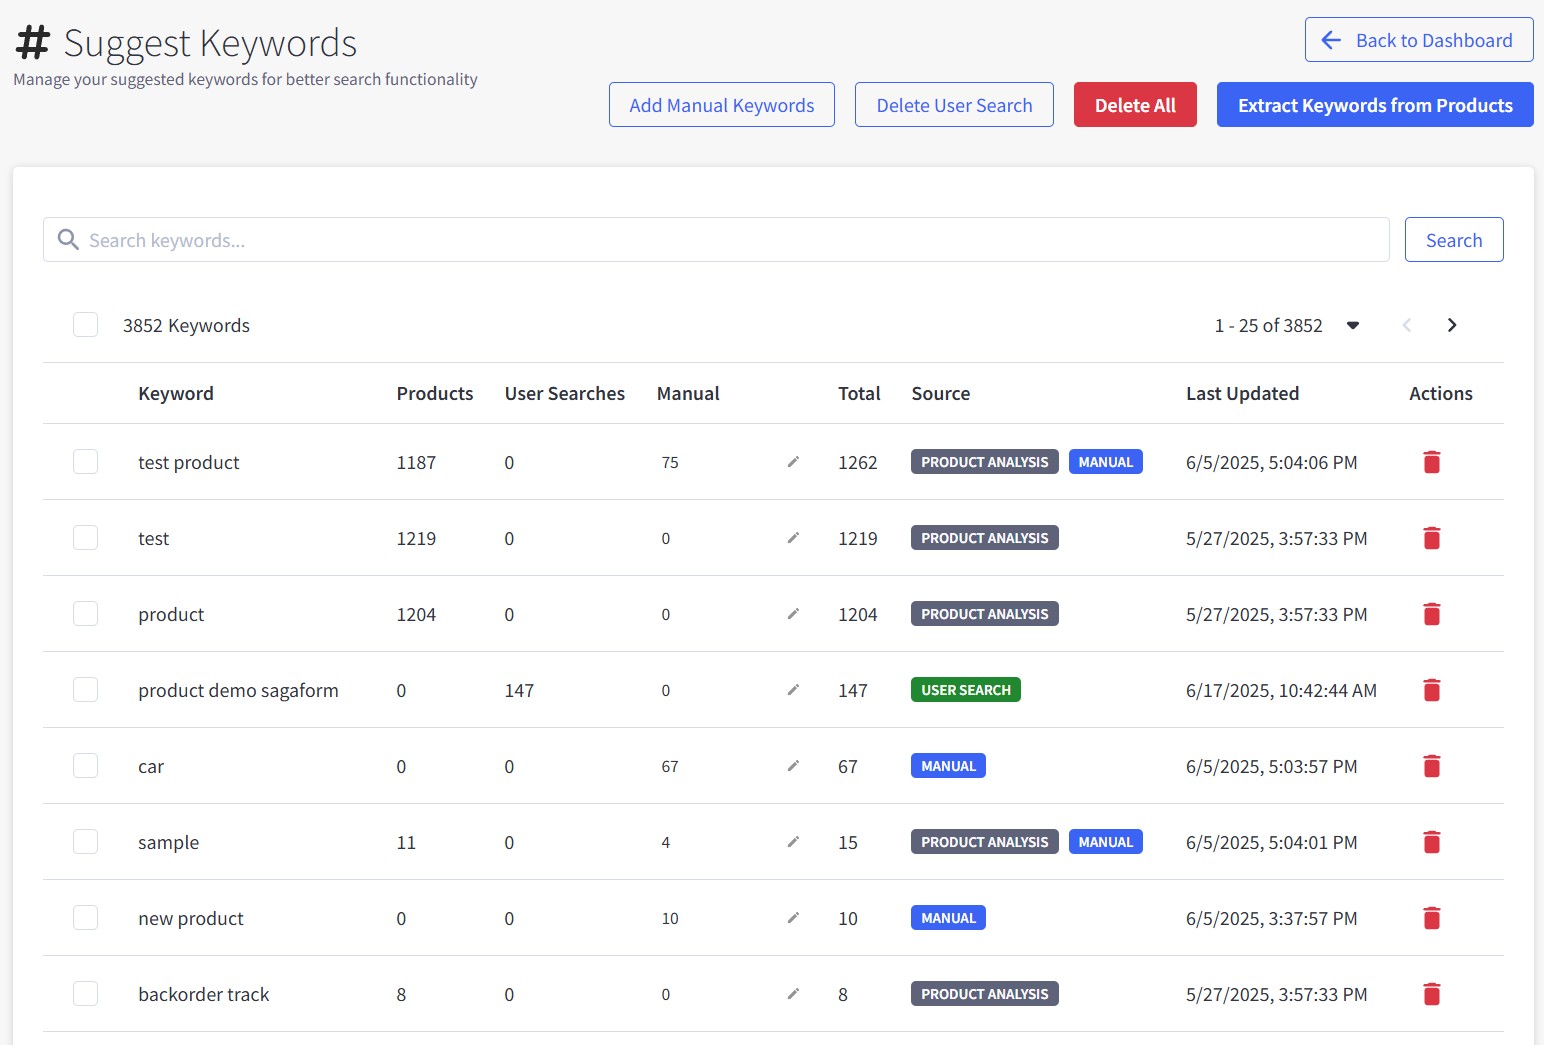 # Suggest Keywords
Manage your suggested keywords for better search functionality
Back to Dashboard
Add Manual Keywords
Delete User Search
Delete All
Extract Keywords from Products
Search keywords...
Search
3852 Keywords
1 - 25 of 3852
Keyword Products User Searches Manual Total Source Last Updated Actions
test product 1187 0 75 1262 PRODUCT ANALYSIS MANUAL 6/5/2025, 5:04:06 PM
test 1219 0 0 1219 PRODUCT ANALYSIS 5/27/2025, 3:57:33 PM
product 1204 0 0 1204 PRODUCT ANALYSIS 5/27/2025, 3:57:33 PM
product demo sagaform 0 147 0 147 USER SEARCH 6/17/2025, 10:42:44 AM
car 0 0 67 67 MANUAL 6/5/2025, 5:03:57 PM
sample 11 0 4 15 PRODUCT ANALYSIS MANUAL 6/5/2025, 5:04:01 PM
new product 0 0 10 10 MANUAL 6/5/2025, 3:37:57 PM
backorder track 8 0 0 8 PRODUCT ANALYSIS 5/27/2025, 3:57:33 PM